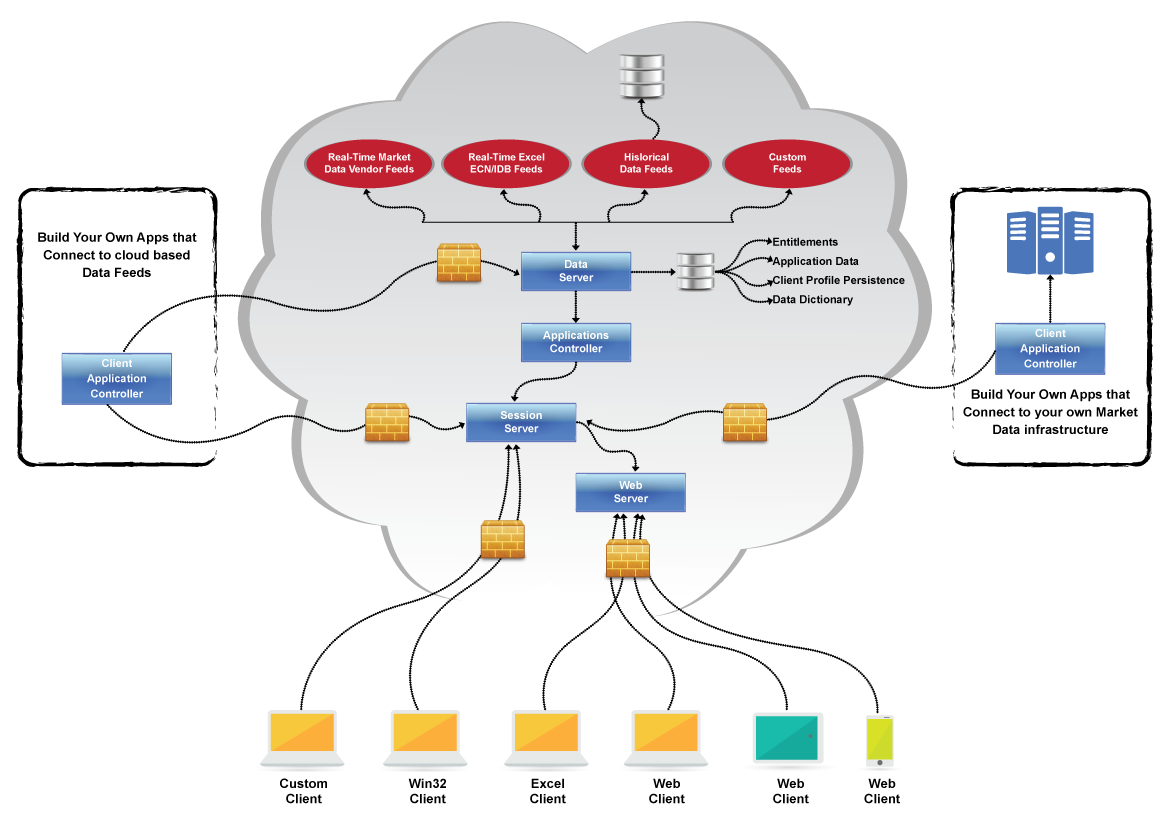 Real-Time Market
Data Vendor Feeds
Real-Time Excel
ECN/IDB Feeds
Hislorical
Data Feeds
Custom
Feeds
Build Your Own Apps that
Connect to cloud based
Data Feeds
Client
Application
Controller
Data
Server
Entitlements
Application Data
Client Profile Persistence
Data Dictionary
Applications
Controller
Session
Server
Web
Server
Client
Application
Controller
Build Your Own Apps that
Connect to your own Market
Data infrastructure
Custom
Client
Win32
Client
Excel
Client
Web
Client
Web
Client
Web
Client